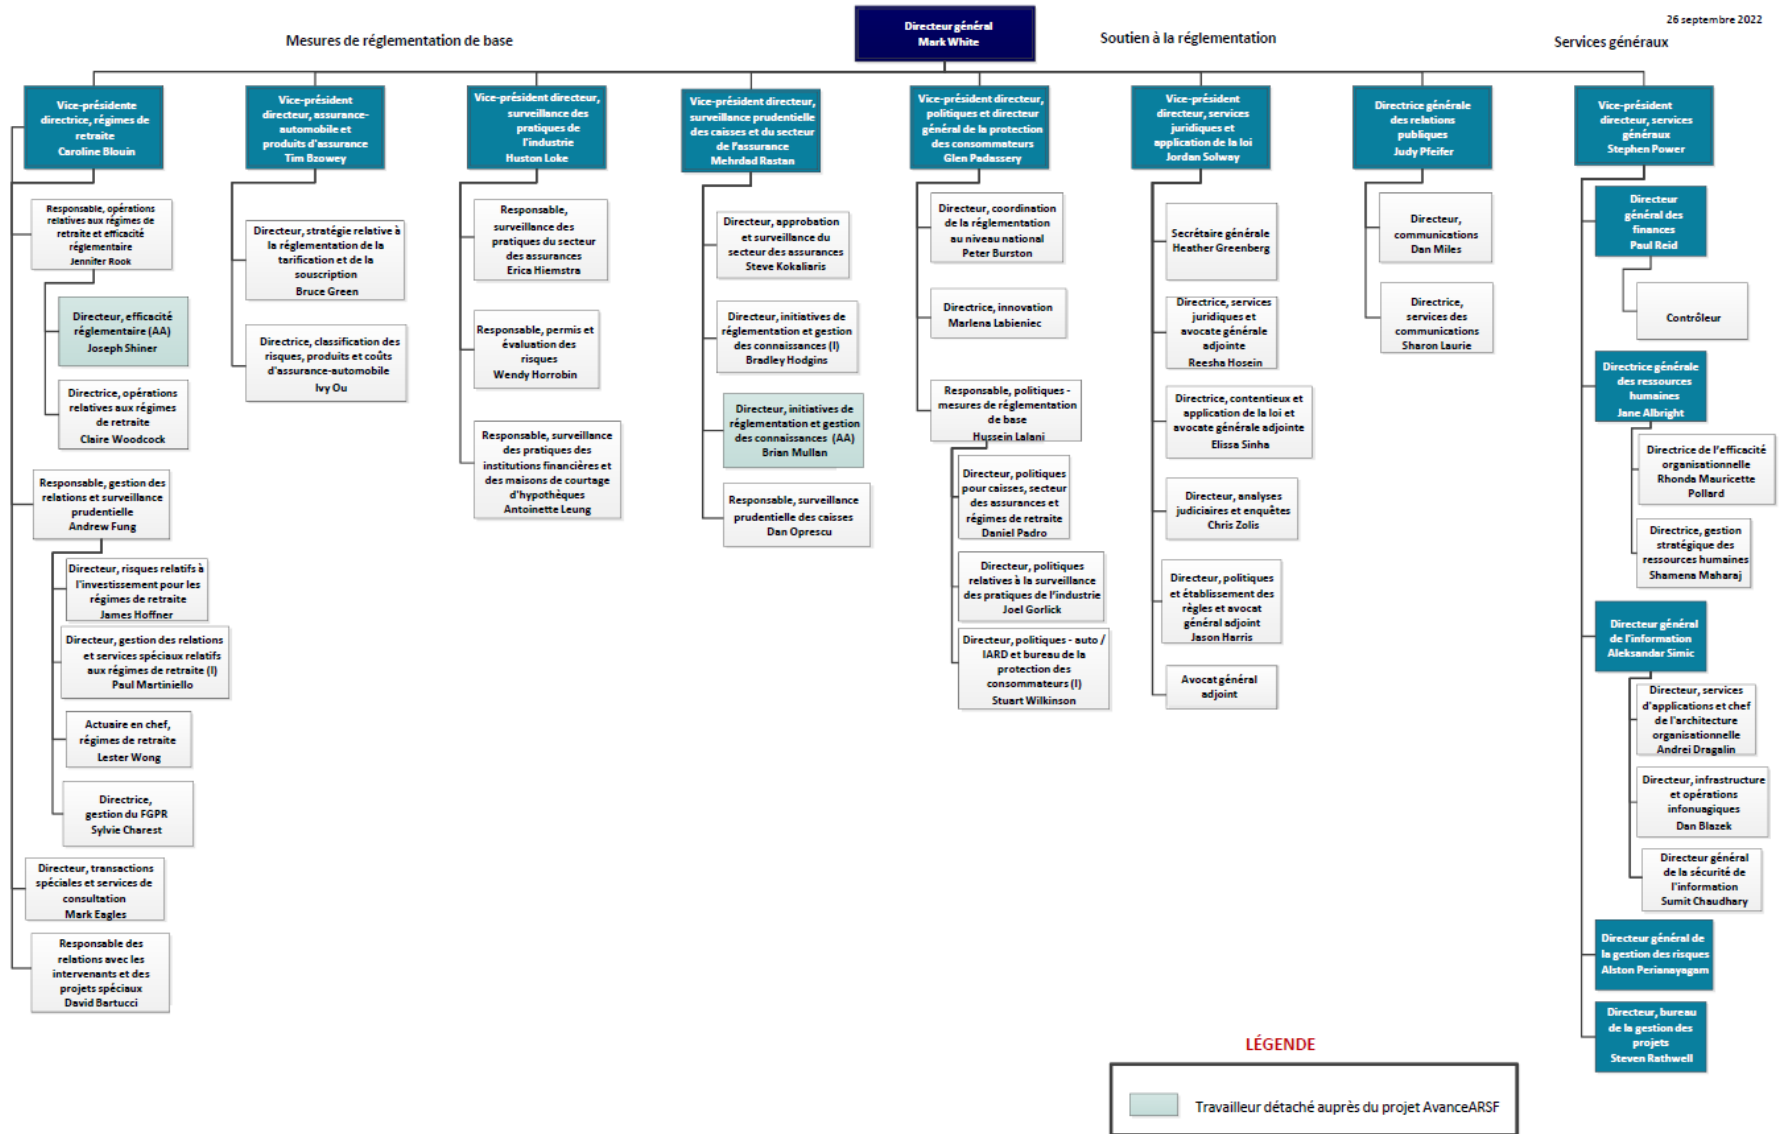 26 septembre 2022
Mesures de réglementation de base
Directeur général
Mark White
Soutien à la réglementation
Services généraux
Vice-présidente
directrice, régimes de
retraite
Caroline Blouin
Responsable, opérations
relatives aux régimes de
retraite et efficacité
réglementaire
Jennifer Rook
Directeur, efficacité
réglementaire (AA)
Joseph Shiner
Directrice, opérations
relatives aux régimes
de retraite
Claire Woodcock
Responsable, gestion des
relations et surveillance
prudentielle
Andrew Fung
Directeur, risques relatifs à
l'investissement pour les
régimes de retraite
James Hoffner
Directeur, gestion des relations
et services spéciaux relatifs
aux régimes de retraite (I)
Paul Martiniello
Actuaire en chef,
régimes de retraite
Lester Wong
Directrice,
gestion du FGPR
Sylvie Charest
Directeur, transactions
spéciales et services de
consultation
Mark Eagles
Responsable des
relations avec les
intervenants et des
projets spéciaux
David Bartucci
Vice-président
directeur, assurance-
automobile et
produits d'assurance
Tim Bzowey
Directeur, stratégie relative à
la réglementation de la
tarification et de la
souscription
Bruce Green
Directrice, classification des
risques, produits et coûts
d'assurance-automobile
Ivy Ou
Vice-président directeur,
surveillance des
pratiques de
l'industrie
Huston Loke
Responsable,
surveillance des
pratiques du secteur
des assurances
Erica Hiemstra
Responsable, permis et
évaluation des
risques
Wendy Horrobin
Responsable, surveillance
des pratiques des
institutions financières et
des maisons de courtage
d'hypothèques
Antoinette Leung
Vice-président directeur,
surveillance prudentielle
des caisses et du secteur
de l'assurance
Mehrdad Rastan
Directeur, approbation
et surveillance du
secteur des assurances
Steve Kokaliaris
Directeur, initiatives de
réglementation et gestion
des connaissances (I)
Bradley Hodgins
Directeur, initiatives de
réglementation et gestion
des connaissances (AA)
Brian Mullan
Responsable, surveillance
prudentielle des caisses
Dan Oprescu
Vice-président directeur,
politiques et directeur
général de la protection
des consommateurs
Glen Padassery
Directeur, coordination
de la réglementation
au niveau national
Peter Burston
Directrice, innovation
Marlena Labieniec
Responsable, politiques -
mesures de réglementation
de base
Hussein Lalani
Directeur, politiques
pour caisses, secteur
des assurances et
régimes de retraite
Daniel Padro
Directeur, politiques
relatives à la surveillance
des pratiques de l'industrie
Joel Gorlick
Directeur, politiques - auto /
IARD et bureau de la
protection des
consommateurs (I)
Stuart Wilkinson
Vice-président
directeur, services
juridiques et
application de la loi
Jordan Solway
Secrétaire générale
Heather Greenberg
Directrice, services
juridiques et
avocate générale
adjointe
Reesha Hosein
Directrice, contentieux et
application de la loi et
avocate générale adjointe
Elissa Sinha
Directeur, analyses
judiciaires et enquêtes
Chris Zolis
Directeur, politiques
et établissement des
règles et avocat
général adjoint
Jason Harris
Avocat général
adjoint
Directrice générale
des relations
publiques
Judy Pfeifer
Directeur,
communications
Dan Miles
Directrice,
services des
communications
Sharon Laurie
Vice-président
directeur, services
généraux
Stephen Power
Directeur
général des
finances
Paul Reid
Contrôleur
Directrice générale
des ressources
humaines
Jane Albright
Directrice de l'efficacité
organisationnelle
Rhonda Mauricette
Pollard
Directrice, gestion
stratégique des
ressources humaines
Shamena Maharaj
Directeur général
de l'information
Aleksandar Simic
Directeur, services
d'applications et chef
de l'architecture
organisationnelle
Andrei Dragalin
Directeur, infrastructure
et opérations
infonuagiques
Dan Blazek
Directeur général
de la sécurité de
l'information
Sumit Chaudhary
Directeur général de
la gestion des risques
Alston Perianayagam
Directeur, bureau
de la gestion des
projets
Steven Rathwell
LÉGENDE
Travailleur détaché auprès du projet AvanceARSF